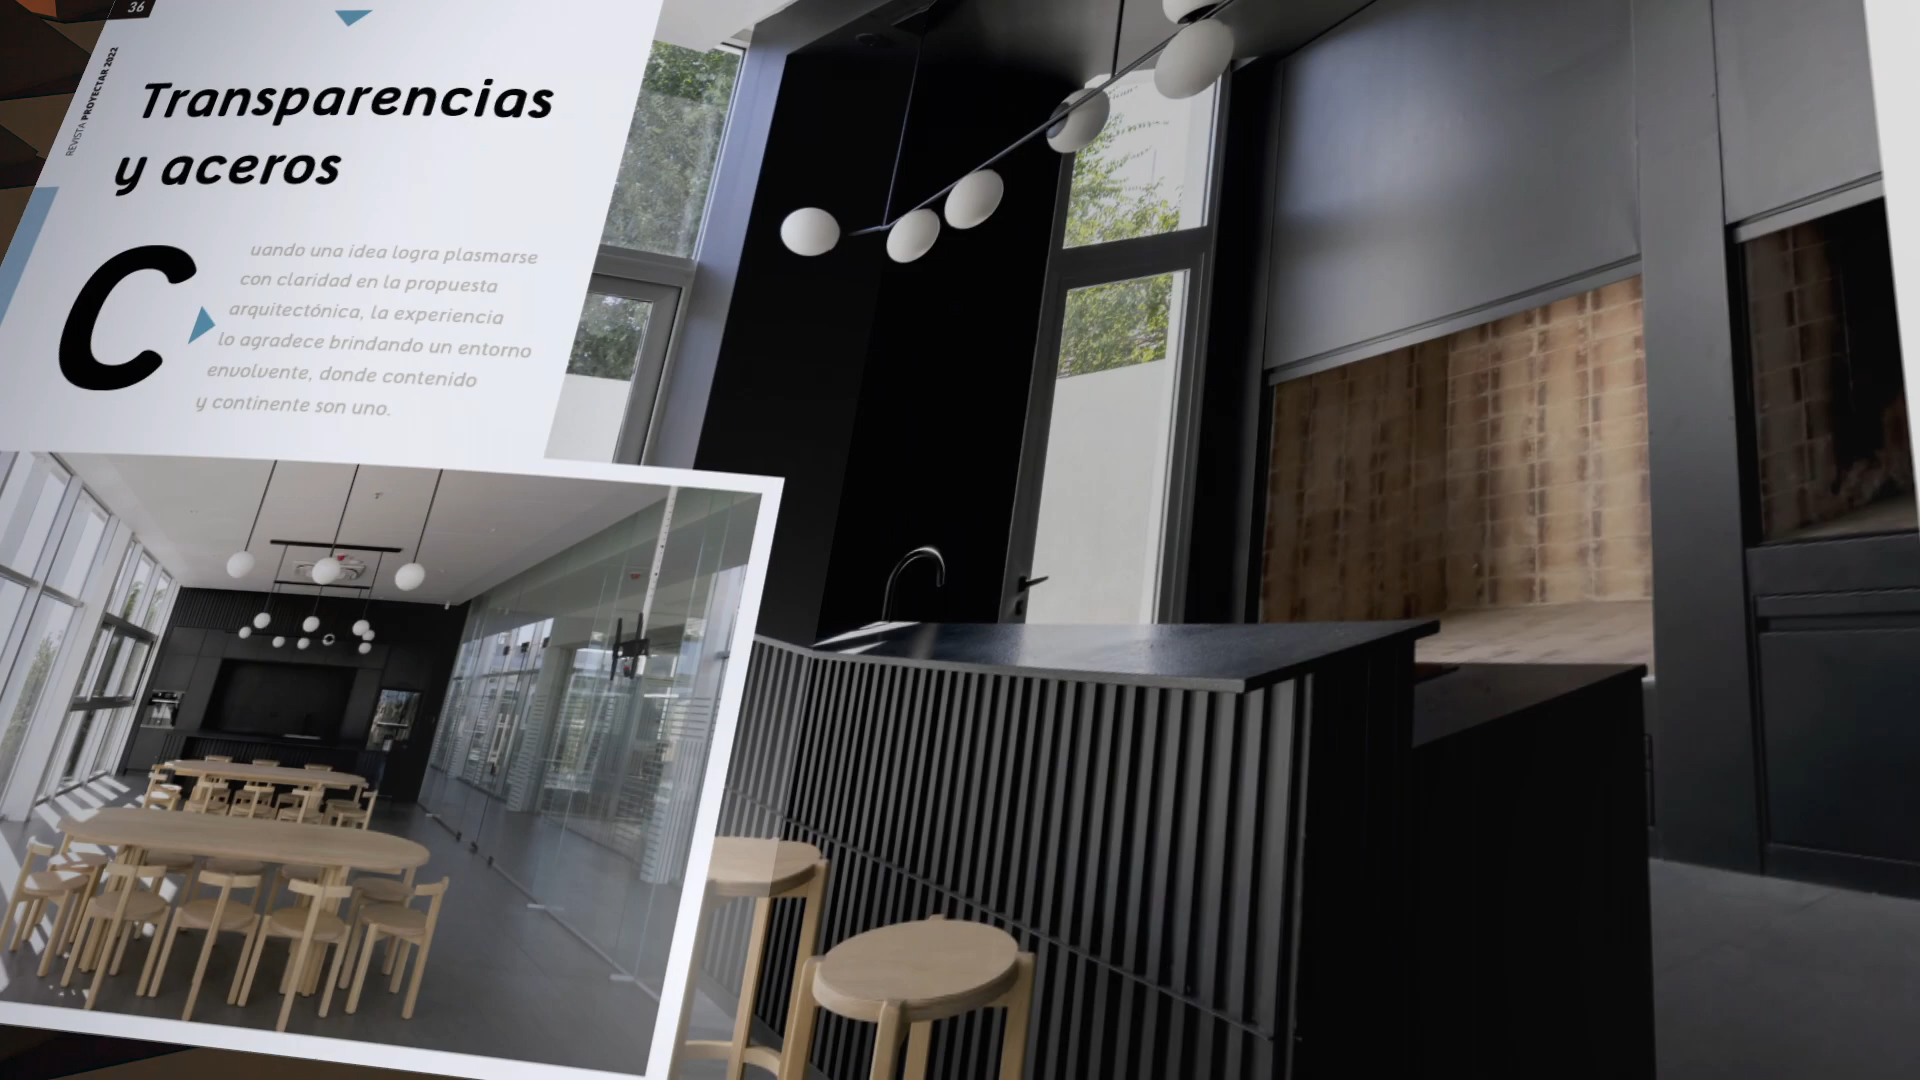 36
REVISTA PROYECTAR 2022
Transparencias
y aceros
Cuando una idea logra plasmarse
con claridad en la propuesta
arquitectónica, la experiencia
lo agradece brindando un entorno
envolvente, donde contenido
y continente son uno.